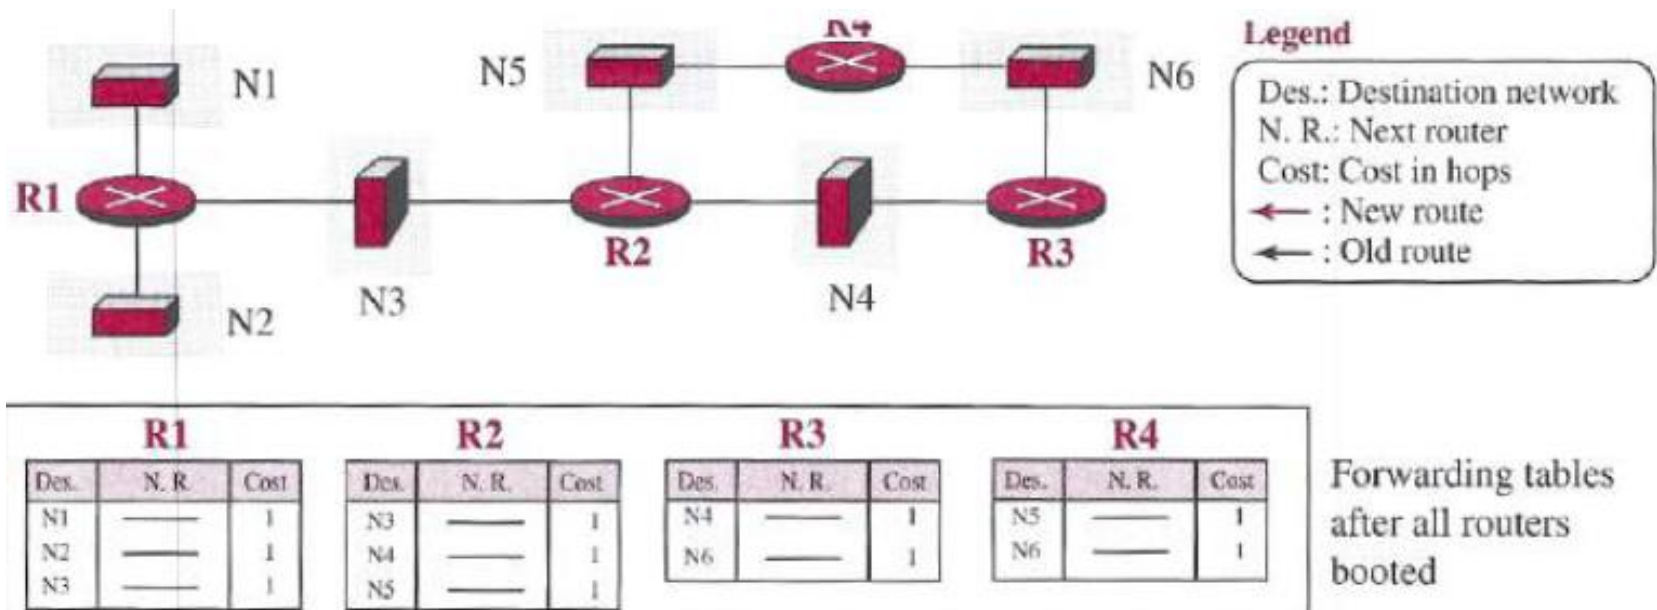 R4
Legend
N1
N5
N6
Des.: Destination network
N. R.: Next router
Cost: Cost in hops
: New route
: Old route
R1
R2
R3
N3
N4
N2
R1 R2 R3 R4
Des. N. R. Cost Des. N. R. Cost Des. N. R. Cost Des. N. R. Cost
N1 1 N3 1 N4 1 N5 1
N2 1 N4 1 N6 1 N6 1
N3 1 N5 1
Forwarding tables
after all routers
booted